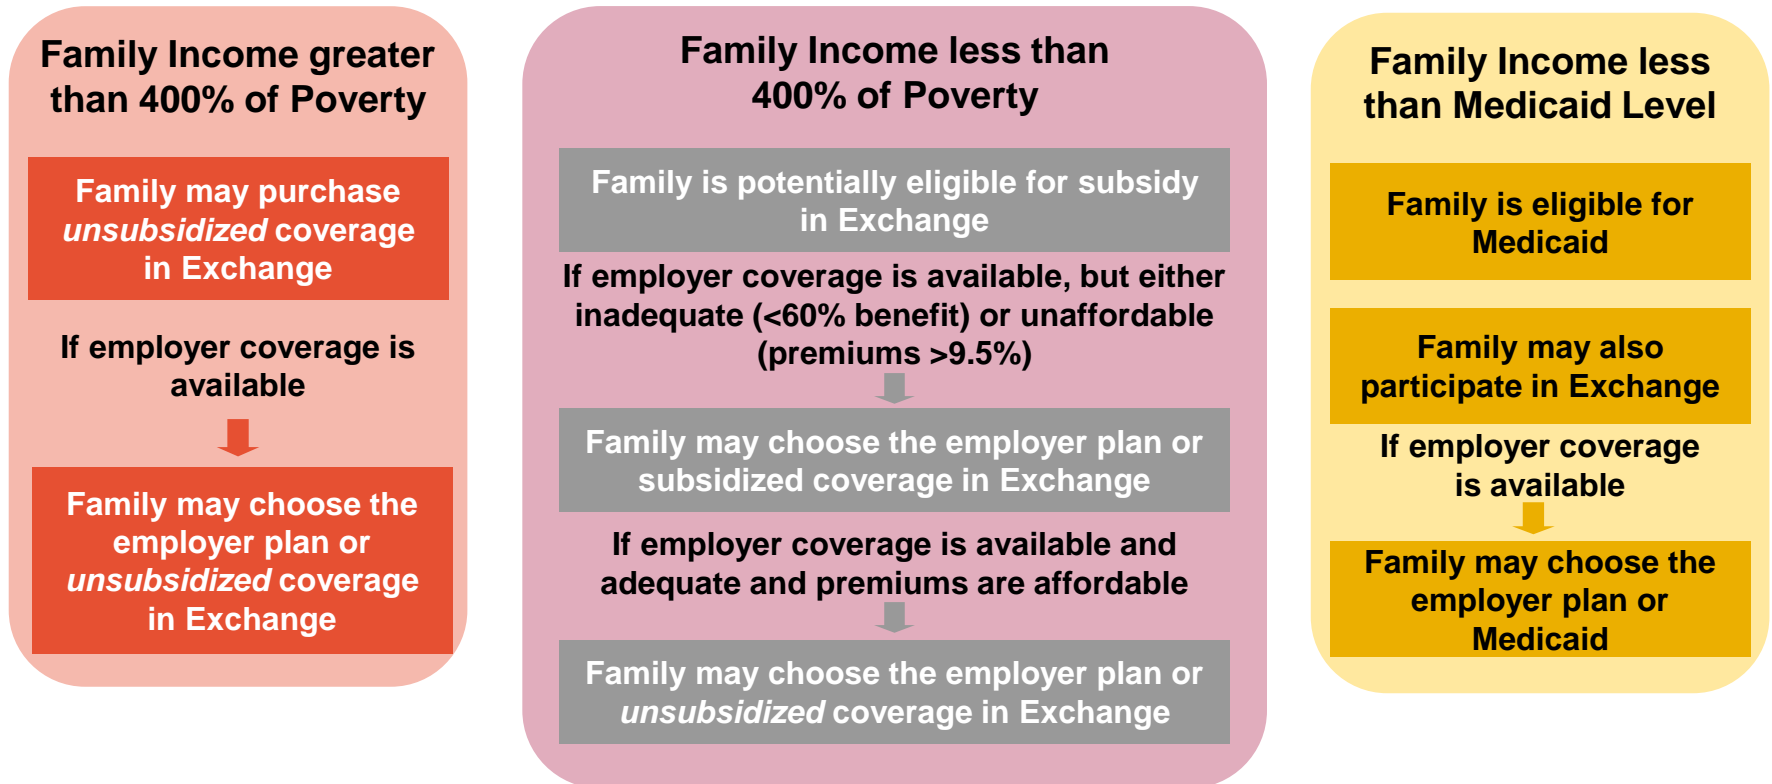 Family Income greater
than 400% of Poverty
Family may purchase
unsubsidized coverage
in Exchange
If employer coverage is
available
Family may choose the
employer plan or
unsubsidized coverage
in Exchange
Family Income less than
400% of Poverty
Family is potentially eligible for subsidy
in Exchange
If employer coverage is available, but either
inadequate (<60% benefit) or unaffordable
(premiums >9.5%)
Family may choose the employer plan or
subsidized coverage in Exchange
If employer coverage is available and
adequate and premiums are affordable
Family may choose the employer plan or
unsubsidized coverage in Exchange
Family Income less
than Medicaid Level
Family is eligible for
Medicaid
Family may also
participate in Exchange
If employer coverage
is available
Family may choose the
employer plan or
Medicaid